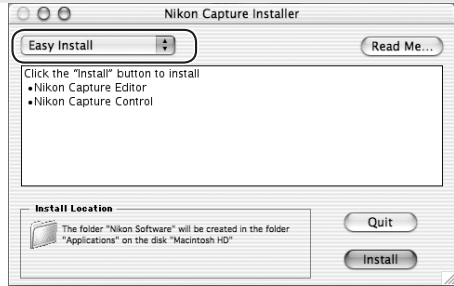 Nikon Capture Installer
Easy Install
Read Me...
Click the "Install" button to install
•Nikon Capture Editor
•Nikon Capture Control
Install Location
The folder "Nikon Software" will be created in the folder
"Applications" on the disk "Macintosh HD"
Quit
Install